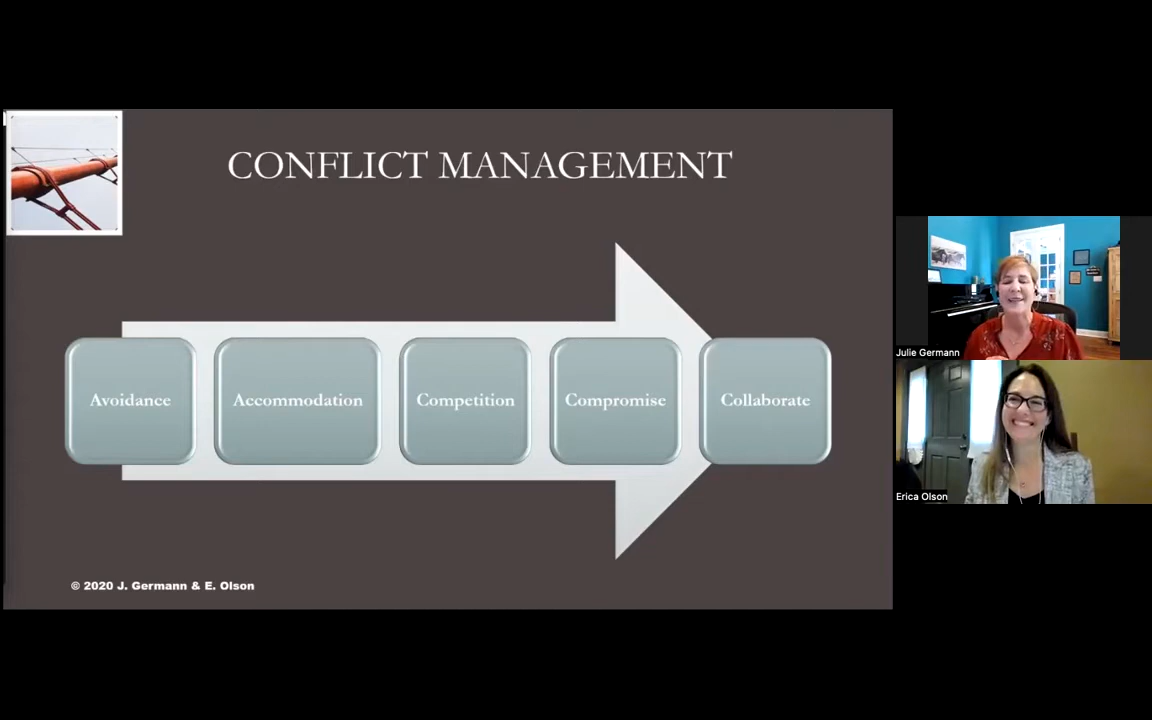 CONFLICT MANAGEMENT
Avoidance
Accommodation
Competition
Compromise
Collaborate
© 2020 J. Germann & E. Olson
Julie Germann
Erica Olson